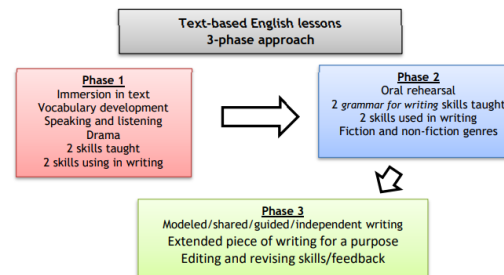 Text-based English lessons
3-phase approach
Phase 1
Immersion in text
Vocabulary development
Speaking and listening
Drama
2 skills taught
2 skills using in writing
Phase 2
Oral rehearsal
2 grammar for writing skills taught
2 skills used in writing
Fiction and non-fiction genres
Phase 3
Modeled/shared/guided/independent writing
Extended piece of writing for a purpose
Editing and revising skills/feedback